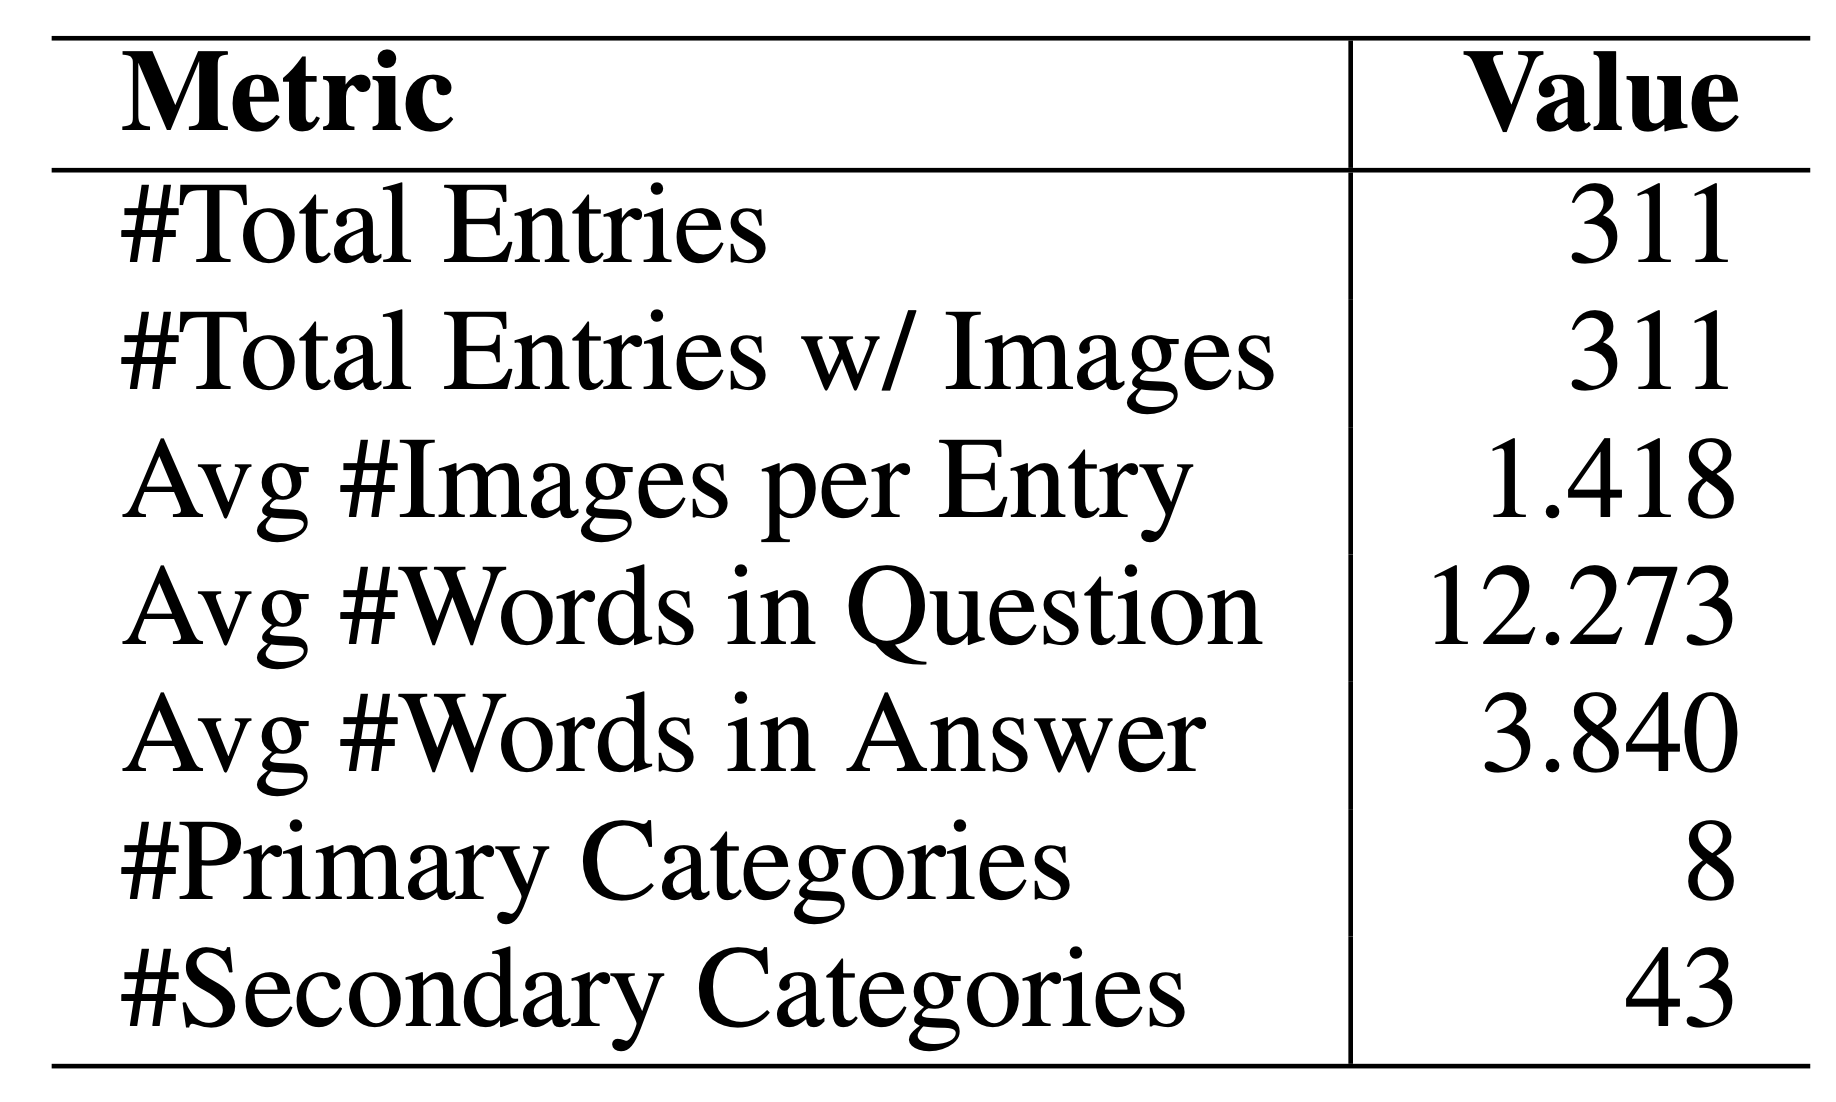 Metric Value
#Total Entries 311
#Total Entries w/ Images 311
Avg #Images per Entry 1.418
Avg #Words in Question 12.273
Avg #Words in Answer 3.840
#Primary Categories 8
#Secondary Categories 43